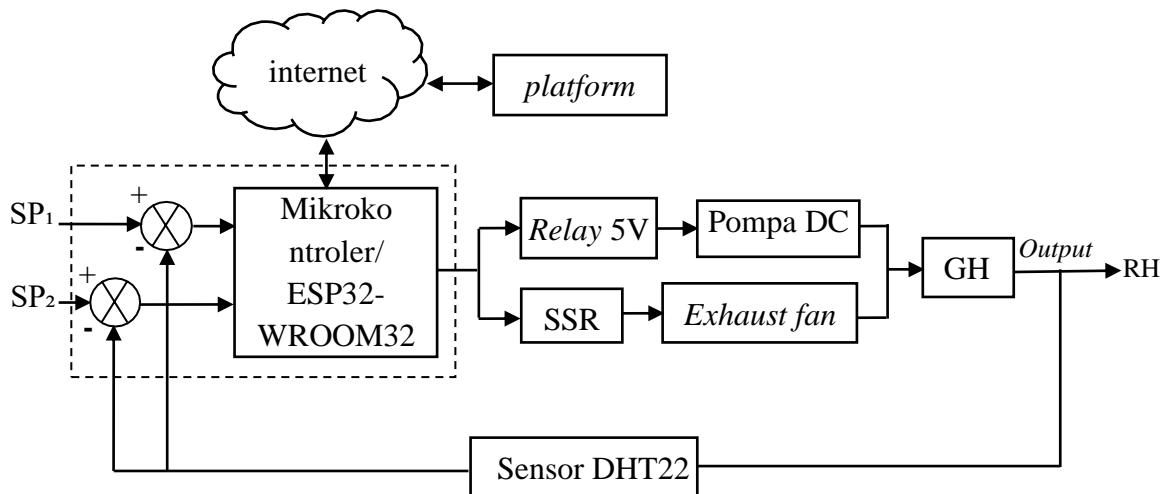 internet
platform
+
SP₁
-
+
SP₂
-
Mikroko
ntroler/
ESP32-
WROOM32
Relay 5V
Pompa DC
SSR
Exhaust fan
GH
Output
RH
Sensor DHT22